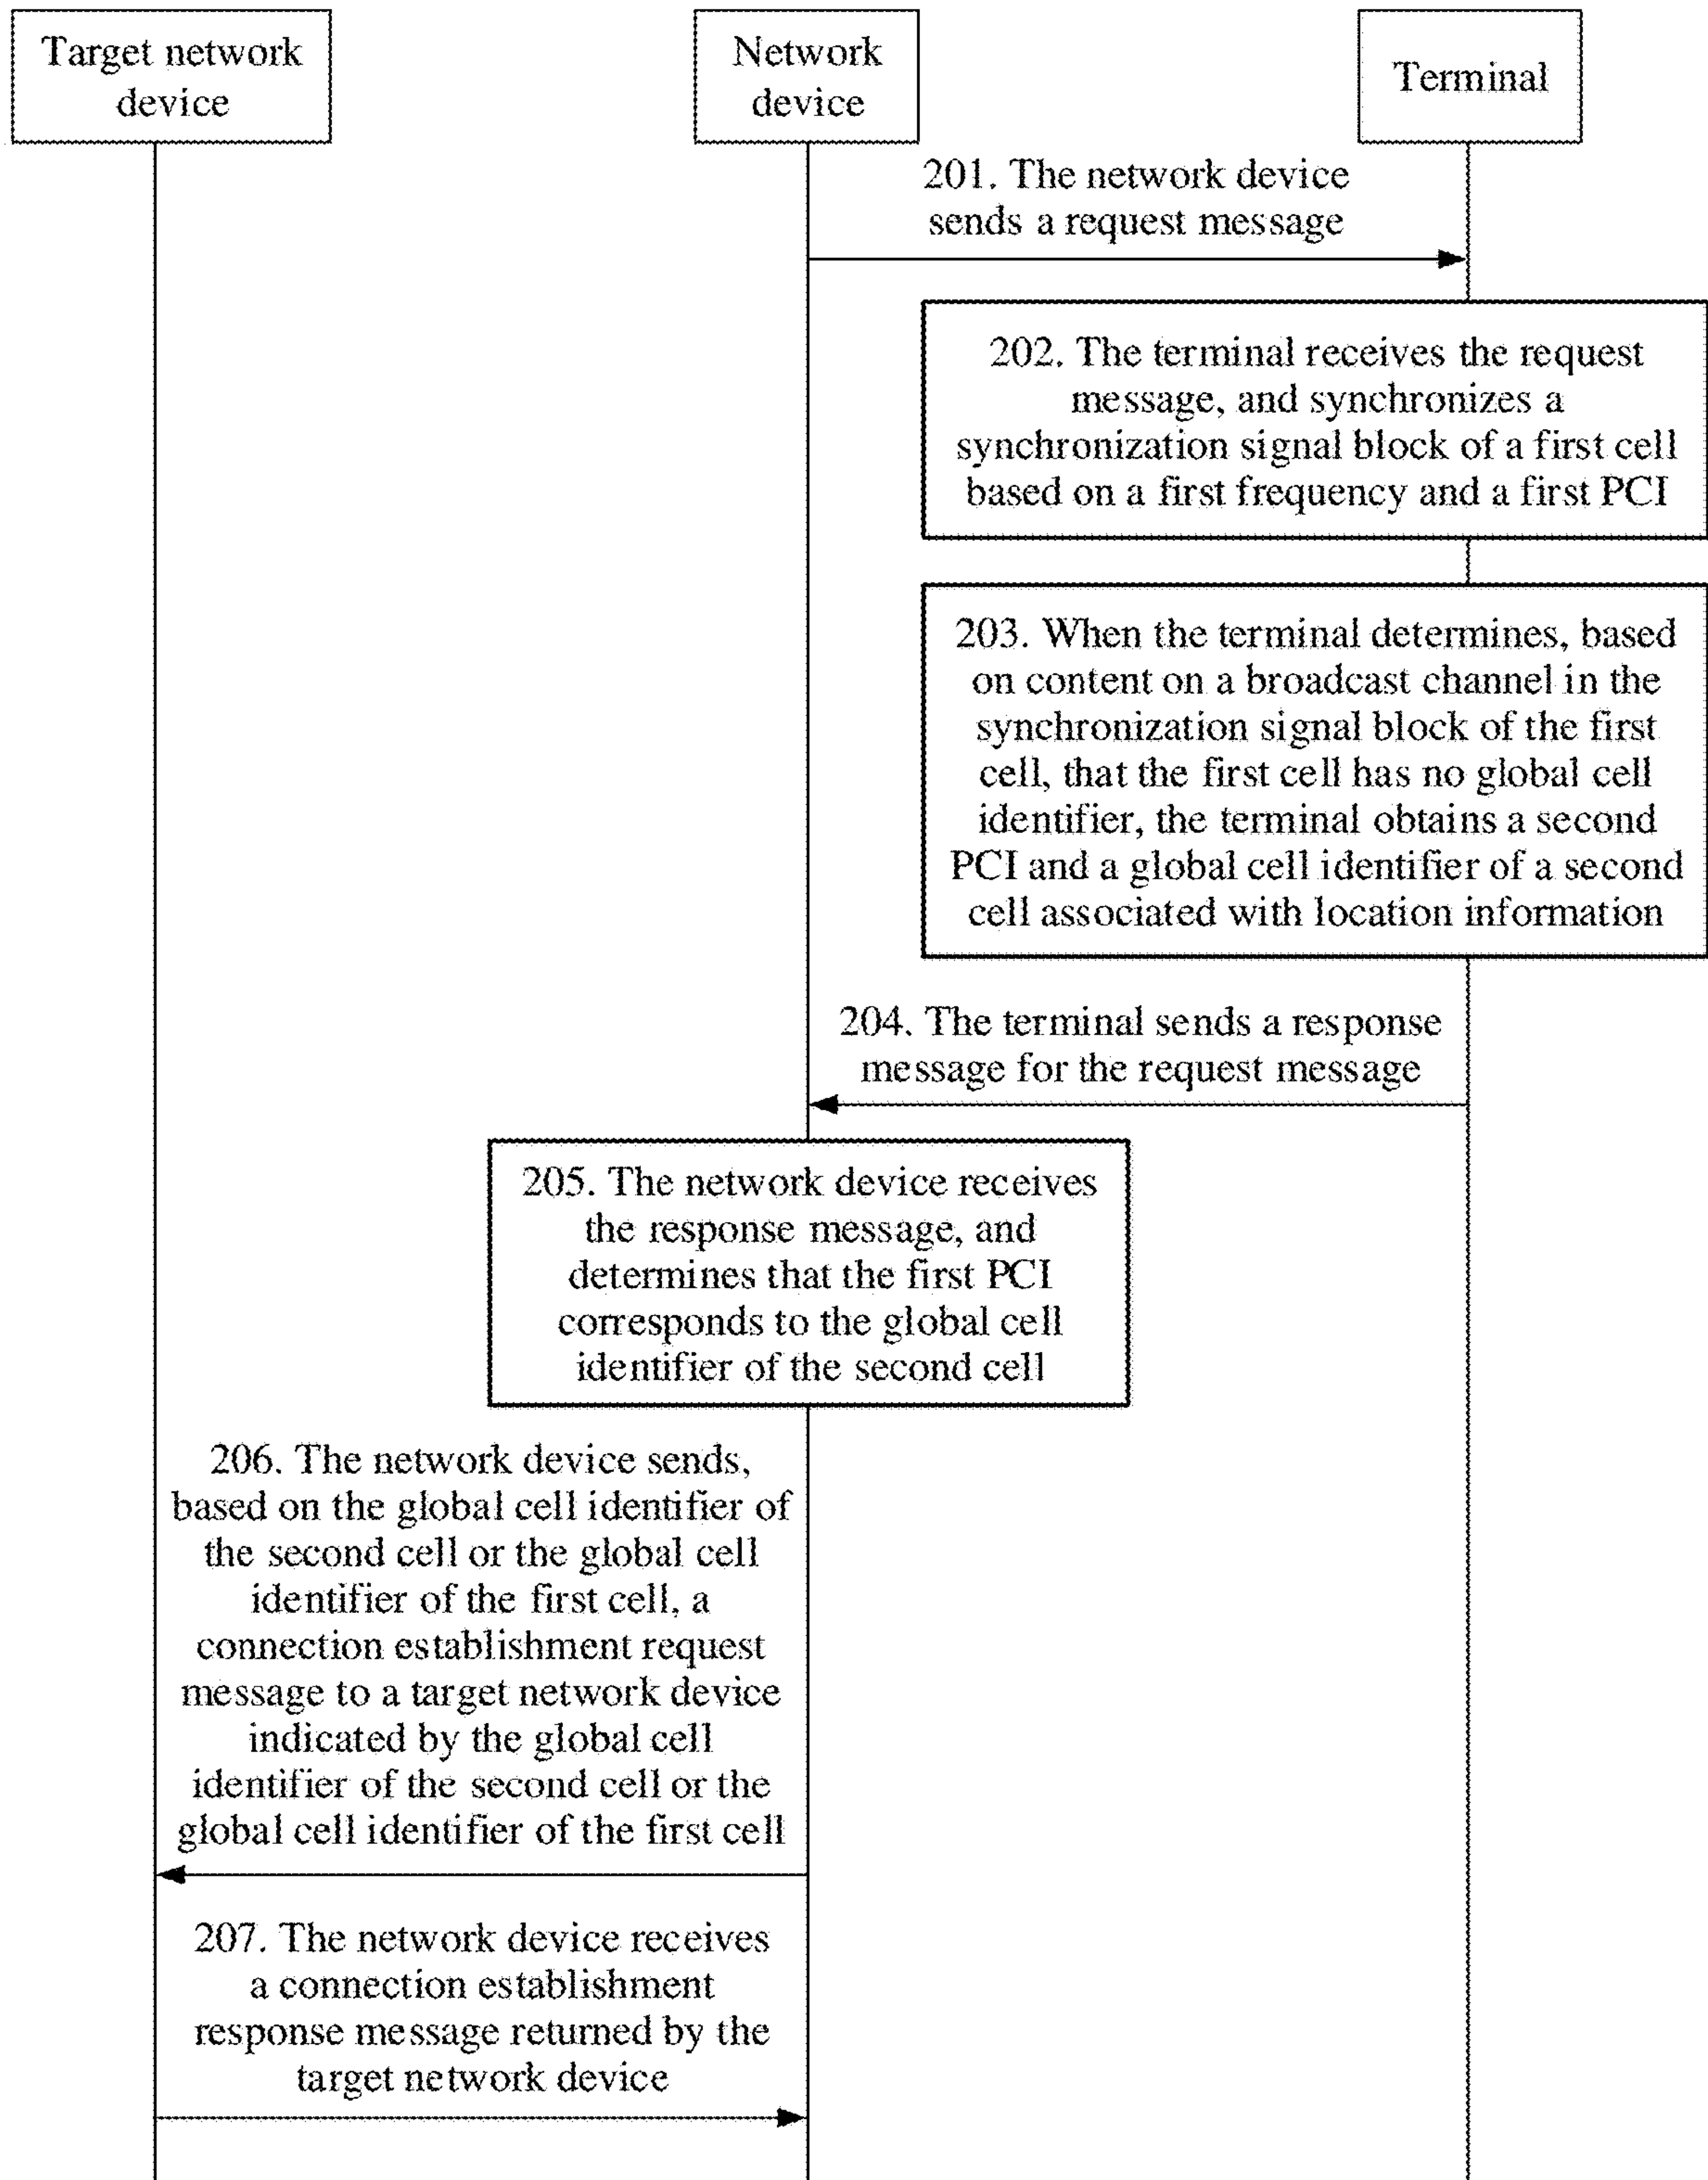 Target network
device
Network
device
Terminal
201. The network device
sends a request message
202. The terminal receives the request
message, and synchronizes a
synchronization signal block of a first cell
based on a first frequency and a first PCI
203. When the terminal determines, based
on content on a broadcast channel in the
synchronization signal block of the first
cell, that the first cell has no global cell
identifier, the terminal obtains a second
PCI and a global cell identifier of a second
cell associated with location information
204. The terminal sends a response
message for the request message
205. The network device receives
the response message, and
determines that the first PCI
corresponds to the global cell
identifier of the second cell
206. The network device sends,
based on the global cell identifier of
the second cell or the global cell
identifier of the first cell, a
connection establishment request
message to a target network device
indicated by the global cell
identifier of the second cell or the
global cell identifier of the first cell
207. The network device receives
a connection establishment
response message returned by the
target network device